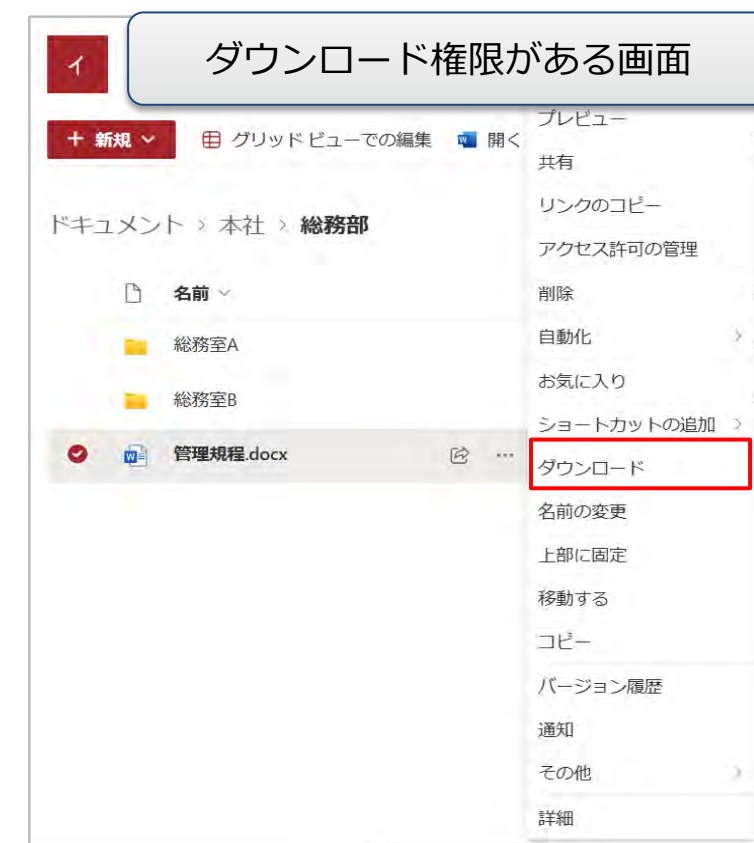 ダウンロード権限がある画面
イ
+ 新規
グリッド ビューでの編集
開く
ドキュメント > 本社 > 総務部
名前
総務室A
総務室B
管理規程.docx
プレビュー
共有
リンクのコピー
アクセス許可の管理
削除
自動化
お気に入り
ショートカットの追加
ダウンロード
名前の変更
上部に固定
移動する
コピー
バージョン履歴
通知
その他
詳細